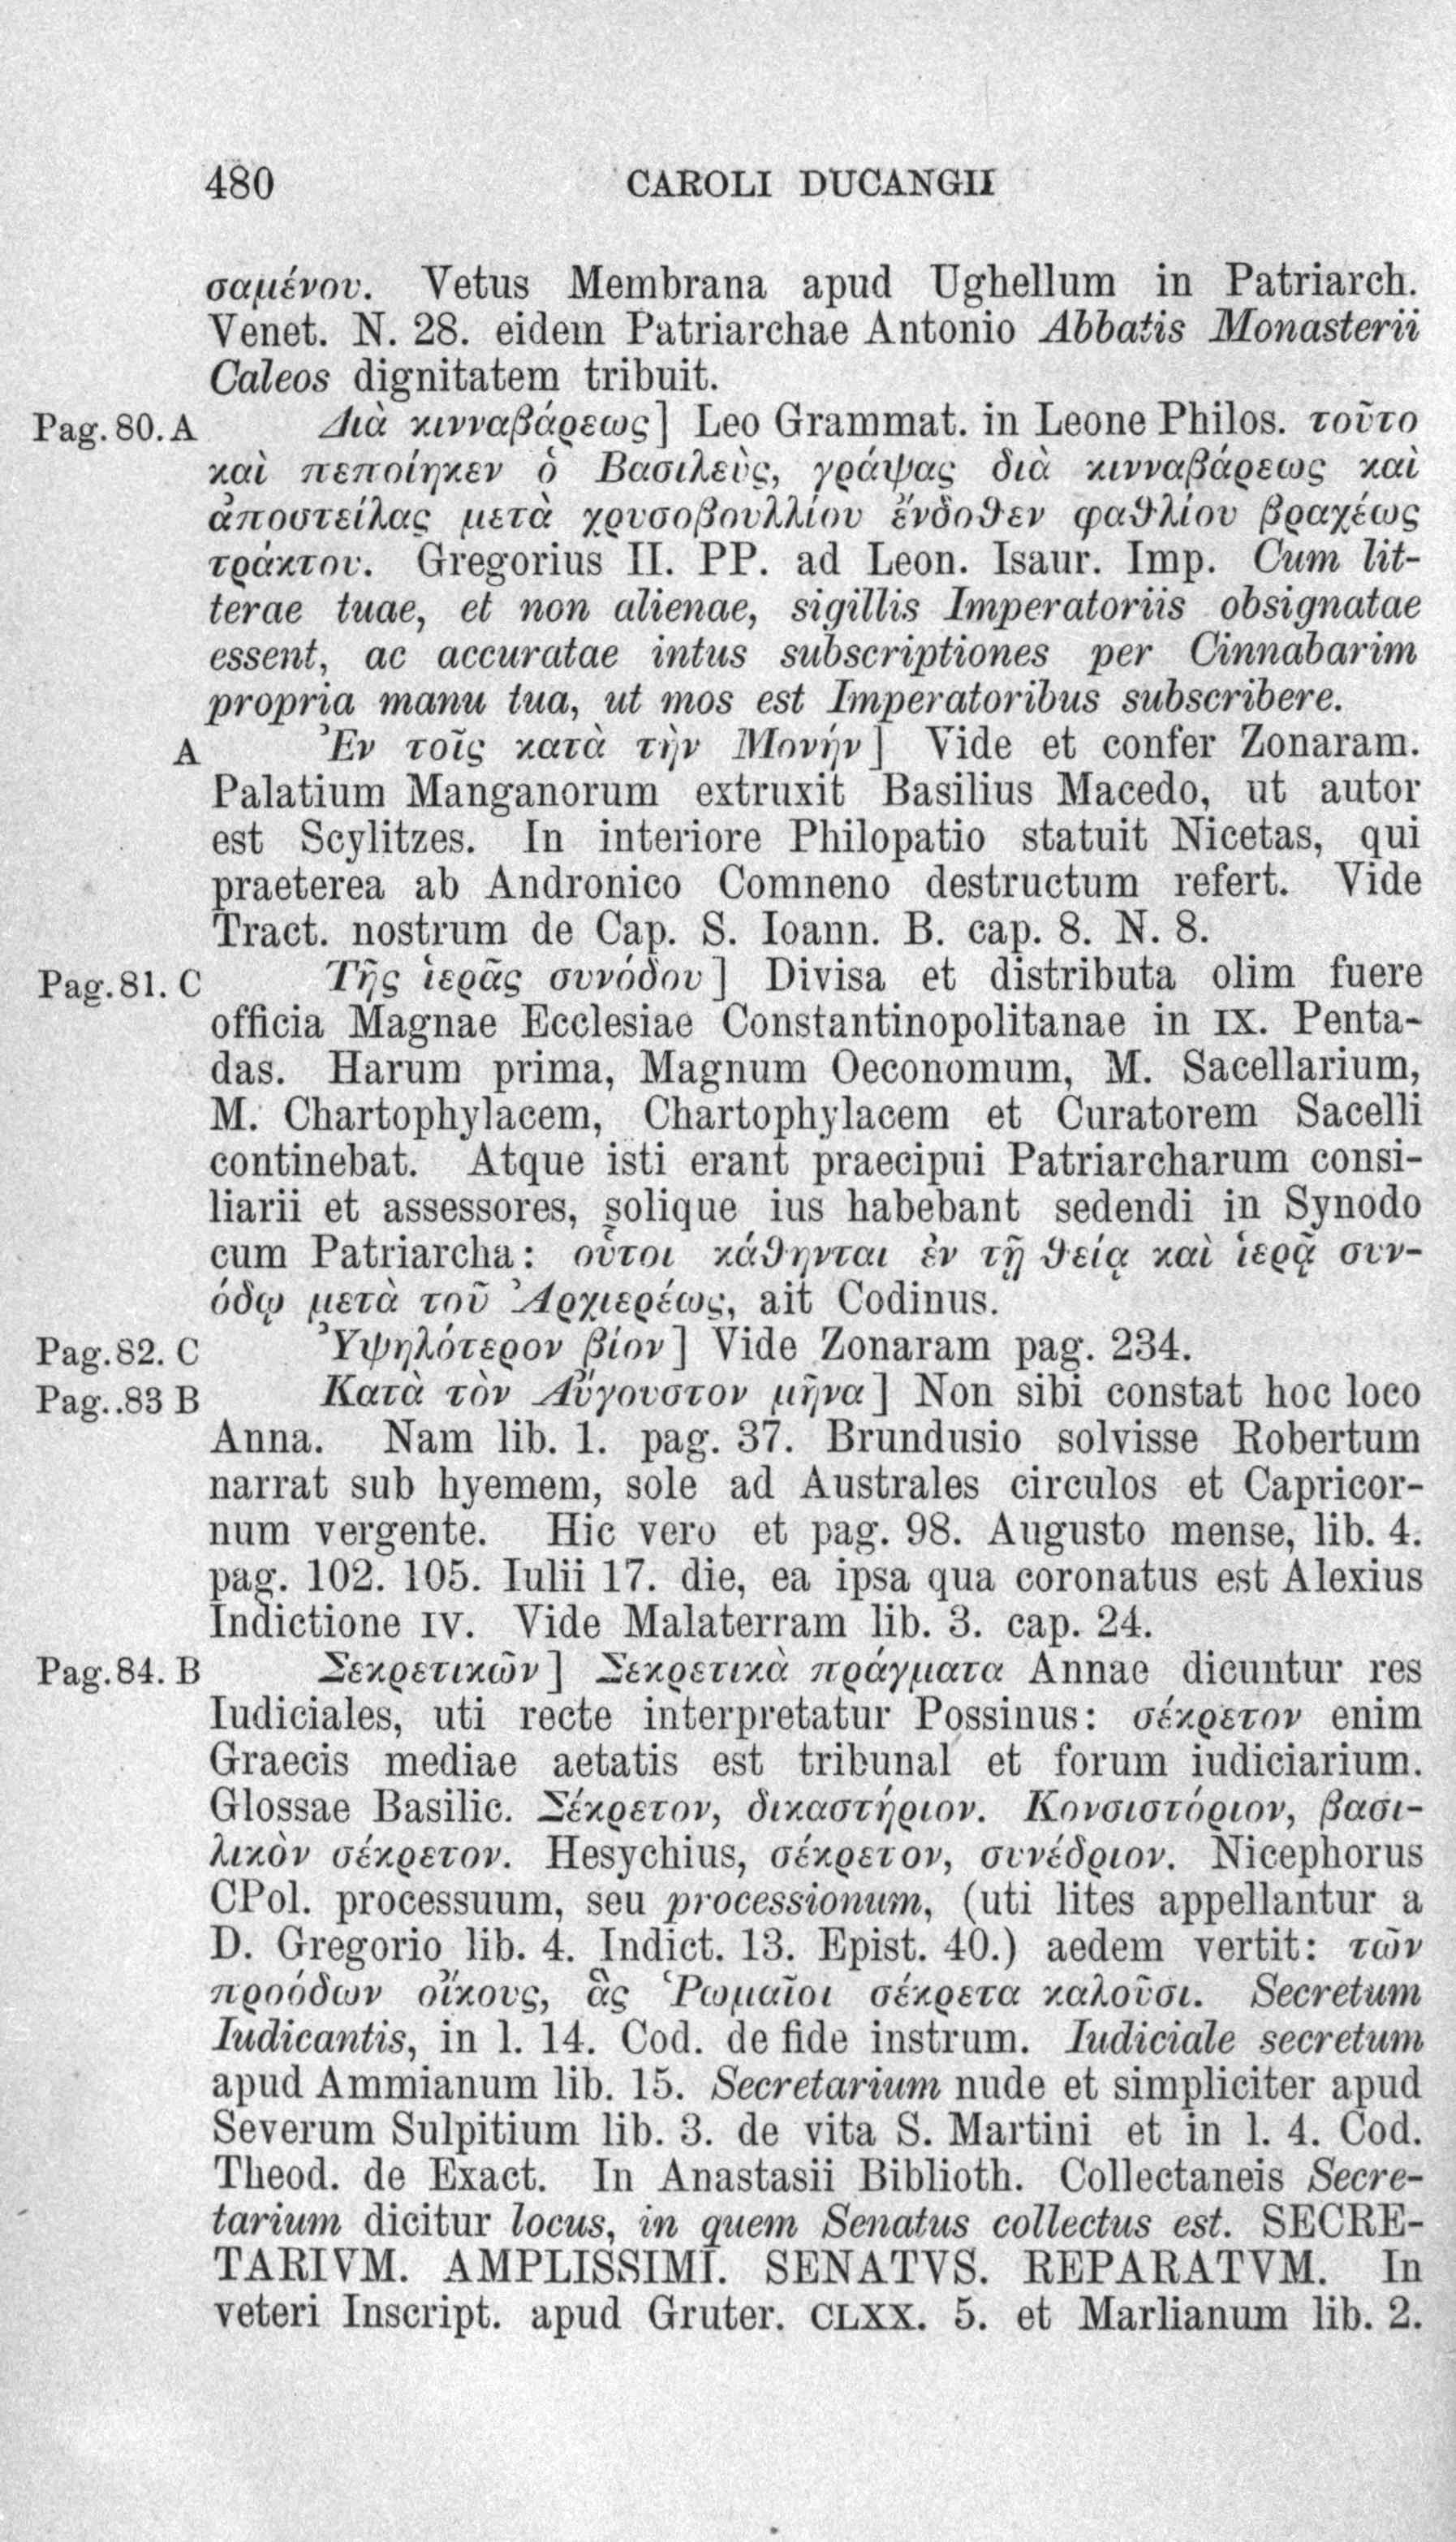 480 CAROLI DUCANGII
σαμένου. Vetus Membrana apud Ughellum in Patriarch.
Venet. N. 28. eidem Patriarchae Antonio Abbatis Monasterii
Caleos dignitatem tribuit.
Pag. 80. A Διὰ κινναβάρεως] Leo Grammat. in Leone Philos. τοῦτο
καὶ πεποίηκεν ὁ Βασιλεὺς, γράψας διὰ κινναβάρεως καὶ
ἀποστείλας μετὰ χρυσοβουλλίου ἔνδοθεν φαθλίου βραχέως
τράκτου. Gregorius II. PP. ad Leon. Isaur. Imp. Cum lit-
terae tuae, et non alienae, sigillis Imperatoriis obsignatae
essent, ac accuratae intus subscriptiones per Cinnabarim
propria manu tua, ut mos est Imperatoribus subscribere.
A Ἐν τοῖς κατὰ τὴν Μονήν] Vide et confer Zonaram.
Palatium Manganorum extruxit Basilius Macedo, ut autor
est Scylitzes. In interiore Philopatio statuit Nicetas, qui
praeterea ab Andronico Comneno destructum refert. Vide
Tract. nostrum de Cap. S. Ioann. B. cap. 8. N. 8.
Pag. 81. C Τῆς ἱερᾶς συνόδου] Divisa et distributa olim fuere
officia Magnae Ecclesiae Constantinopolitanae in IX. Penta-
das. Harum prima, Magnum Oeconomum, M. Sacellarium,
M. Chartophylacem, Chartophylacem et Curatorem Sacelli
continebat. Atque isti erant praecipui Patriarcharum consi-
liarii et assessores, solique ius habebant sedendi in Synodo
cum Patriarcha: οὗτοι κάθηνται ἐν τῇ θείᾳ καὶ ἱερᾷ συν-
όδῳ μετὰ τοῦ Ἀρχιερέως, ait Codinus.
Pag. 82. C Ὑψηλότερον βίον] Vide Zonaram pag. 234.
Pag..83 B Κατὰ τὸν Αὔγουστον μῆνα] Non sibi constat hoc loco
Anna. Nam lib. 1. pag. 37. Brundusio solvisse Robertum
narrat sub hyemem, sole ad Australes circulos et Capricor-
num vergente. Hic vero et pag. 98. Augusto mense, lib. 4.
pag. 102. 105. Iulii 17. die, ea ipsa qua coronatus est Alexius
Indictione IV. Vide Malaterram lib. 3. cap. 24.
Pag. 84. B Σεκρετικῶν] Σεκρετικὰ πράγματα Annae dicuntur res
Iudiciales, uti recte interpretatur Possinus: σέκρετον enim
Graecis mediae aetatis est tribunal et forum iudiciarium.
Glossae Basilic. Σέκρετον, δικαστήριον. Κονσιστόριον, βασι-
λικὸν σέκρετον. Hesychius, σέκρετον, συνέδριον. Nicephorus
CPol. processuum, seu processionum, (uti lites appellantur a
D. Gregorio lib. 4. Indict. 13. Epist. 40.) aedem vertit: τῶν
προόδων οἴκους, ἃς Ῥωμαῖοι σέκρετα καλοῦσι. Secretum
Iudicantis, in l. 14. Cod. de fide instrum. Iudiciale secretum
apud Ammianum lib. 15. Secretarium nude et simpliciter apud
Severum Sulpitium lib. 3. de vita S. Martini et in l. 4. Cod.
Theod. de Exact. In Anastasii Biblioth. Collectaneis Secre-
tarium dicitur locus, in quem Senatus collectus est. SECRE-
TARIVM. AMPLISSIMI. SENATVS. REPARATVM. In
veteri Inscript. apud Gruter. CLXX. 5. et Marlianum lib. 2.